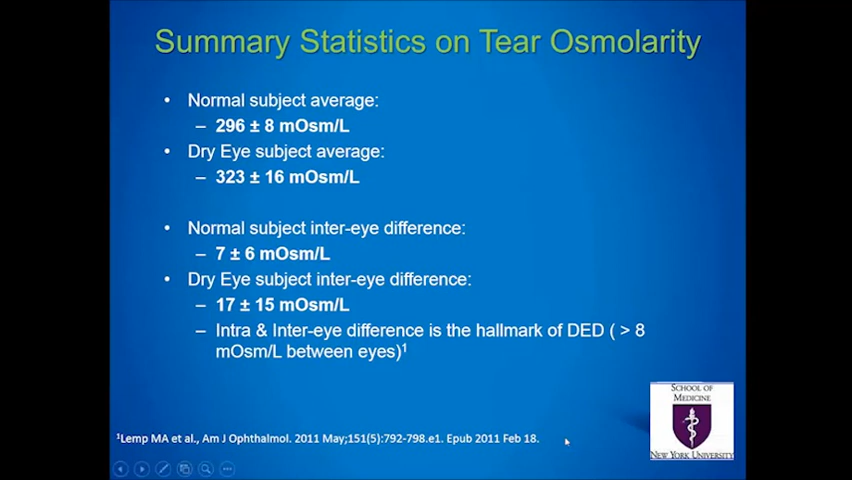 Summary Statistics on Tear Osmolarity
• Normal subject average:
– 296 ± 8 mOsm/L
• Dry Eye subject average:
– 323 ± 16 mOsm/L
• Normal subject inter-eye difference:
– 7 ± 6 mOsm/L
• Dry Eye subject inter-eye difference:
– 17 ± 15 mOsm/L
– Intra & Inter-eye difference is the hallmark of DED ( > 8
mOsm/L between eyes)¹
¹Lemp MA et al., Am J Ophthalmol. 2011 May;151(5):792-798.e1. Epub 2011 Feb 18.
SCHOOL OF
MEDICINE
NEW YORK UNIVERSITY